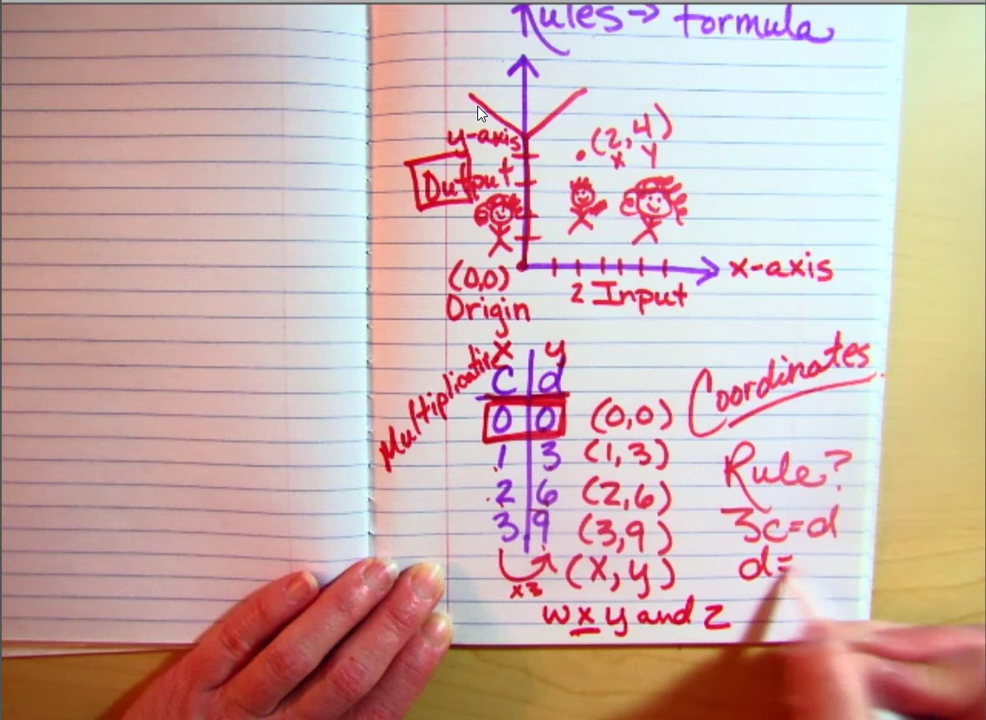 Rules → formula
y-axis
(2,4)
x y
Output
(0,0)
x-axis
2 Input
Origin
Multiplication
x y
c d
0 0 (0,0)
Coordinates
1 3 (1,3)
Rule?
2 6 (2,6)
3 9 (3,9)
3c=d
x3 (x,y)
d=
w x y and z